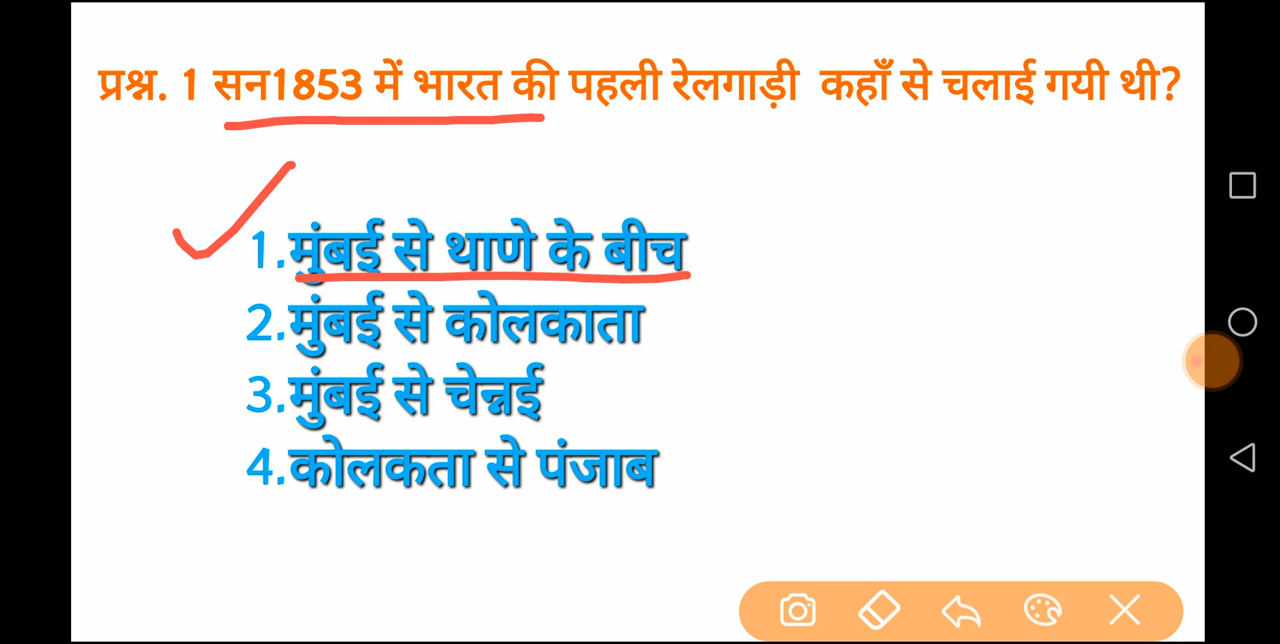 प्रश्न. 1 सन1853 में भारत की पहली रेलगाड़ी कहाँ से चलाई गयी थी?
1.मुंबई से थाणे के बीच
2.मुंबई से कोलकाता
3.मुंबई से चेन्नई
4.कोलकता से पंजाब